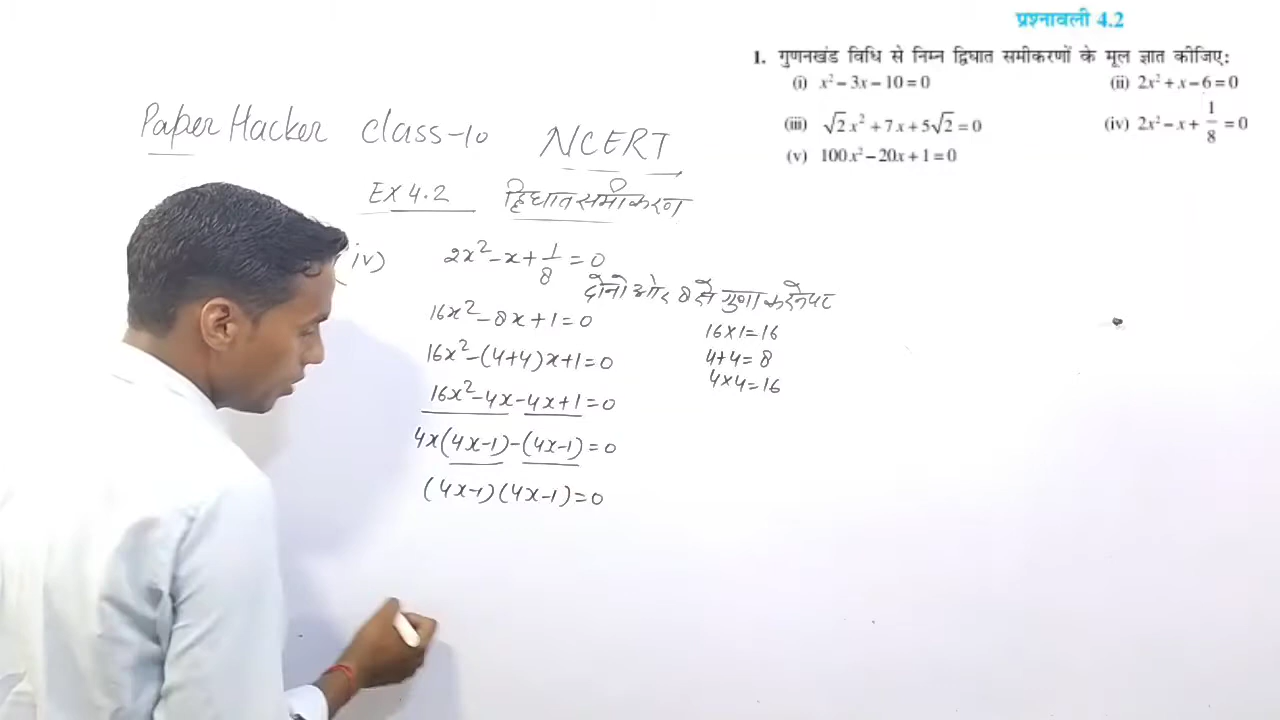 प्रश्नावली 4.2
1. गुणनखंड विधि से निम्न द्विघात समीकरणों के मूल ज्ञात कीजिए:
(i) x² – 3x – 10 = 0 (ii) 2x² + x – 6 = 0
(iii) √2x² + 7x + 5√2 = 0 (iv) 2x² – x + 1/8 = 0
(v) 100x² – 20x + 1 = 0
Paper Hacker class-10 NCERT
EX 4.2 द्विघात समीकरण
iv) 2x² - x + 1/8 = 0
दोनों ओर 8 से गुणा करने पर
16x² - 8x + 1 = 0
16x² - (4+4)x + 1 = 0
16x² - 4x - 4x + 1 = 0
4x(4x-1) - (4x-1) = 0
(4x-1)(4x-1) = 0
16×1=16
4+4=8
4×4=16